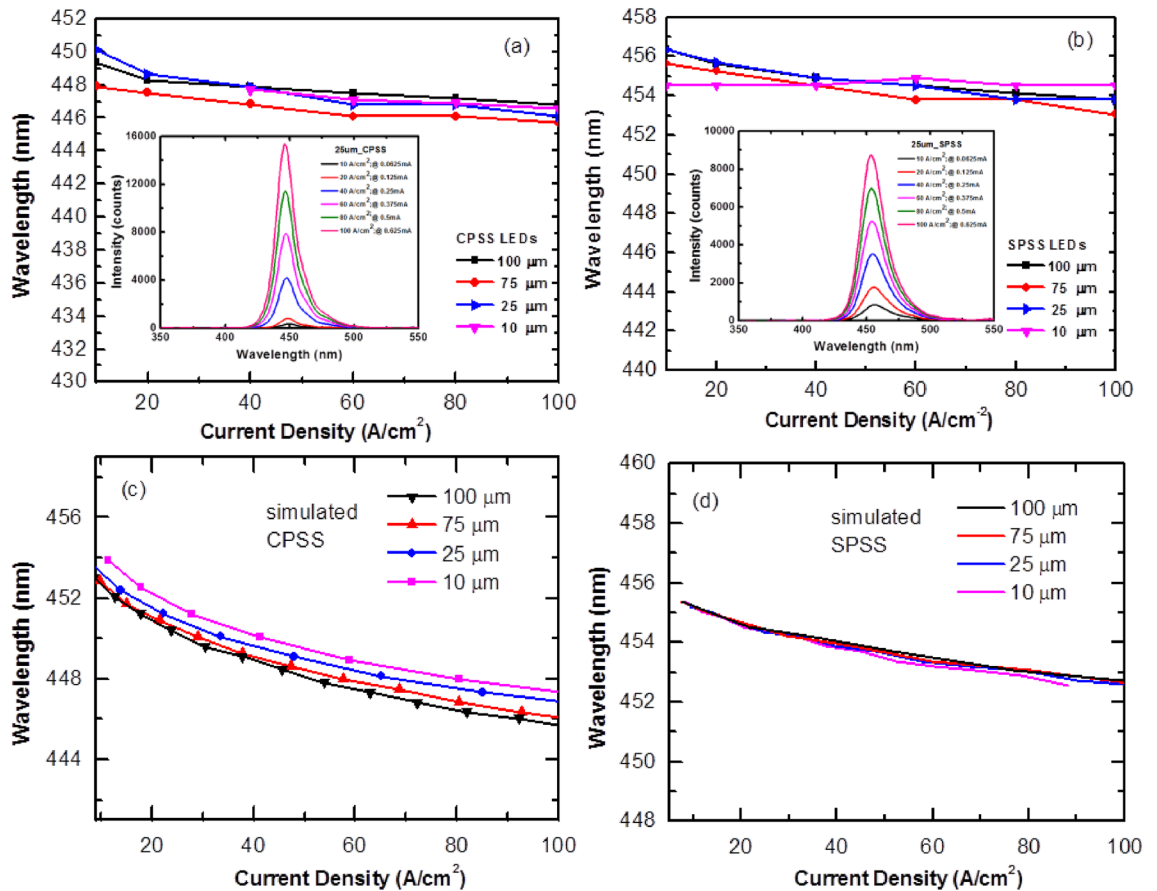 (a)
452
450
448
446
444
442
440
438
436
434
432
430
Wavelength (nm)
20
40
60
80
100
Current Density (A/cm²)
CPSS LEDs
100 μm
75 μm
25 μm
10 μm
25um_CPSS
10 A/cm²;@ 0.0625mA
20 A/cm²;@ 0.125mA
40 A/cm²;@ 0.25mA
60 A/cm²;@ 0.375mA
80 A/cm²;@ 0.5mA
100 A/cm²;@ 0.625mA
16000
12000
8000
4000
0
Intensity (counts)
350
400
450
500
550
Wavelength (nm)
(b)
458
456
454
452
450
448
446
444
442
440
Wavelength (nm)
20
40
60
80
100
Current Density (A/cm⁻²)
SPSS LEDs
100 μm
75 μm
25 μm
10 μm
25um_SPSS
10 A/cm²;@ 0.0625mA
20 A/cm²;@ 0.125mA
40 A/cm²;@ 0.25mA
60 A/cm²;@ 0.375mA
80 A/cm²;@ 0.5mA
100 A/cm²;@ 0.625mA
10000
8000
6000
4000
2000
0
Intensity (counts)
350
400
450
500
550
Wavelength (nm)
(c)
simulated
CPSS
100 μm
75 μm
25 μm
10 μm
456
452
448
444
Wavelength (nm)
20
40
60
80
100
Current Density (A/cm²)
(d)
simulated
SPSS
100 μm
75 μm
25 μm
10 μm
460
458
456
454
452
450
448
Wavelength (nm)
20
40
60
80
100
Current Density (A/cm²)